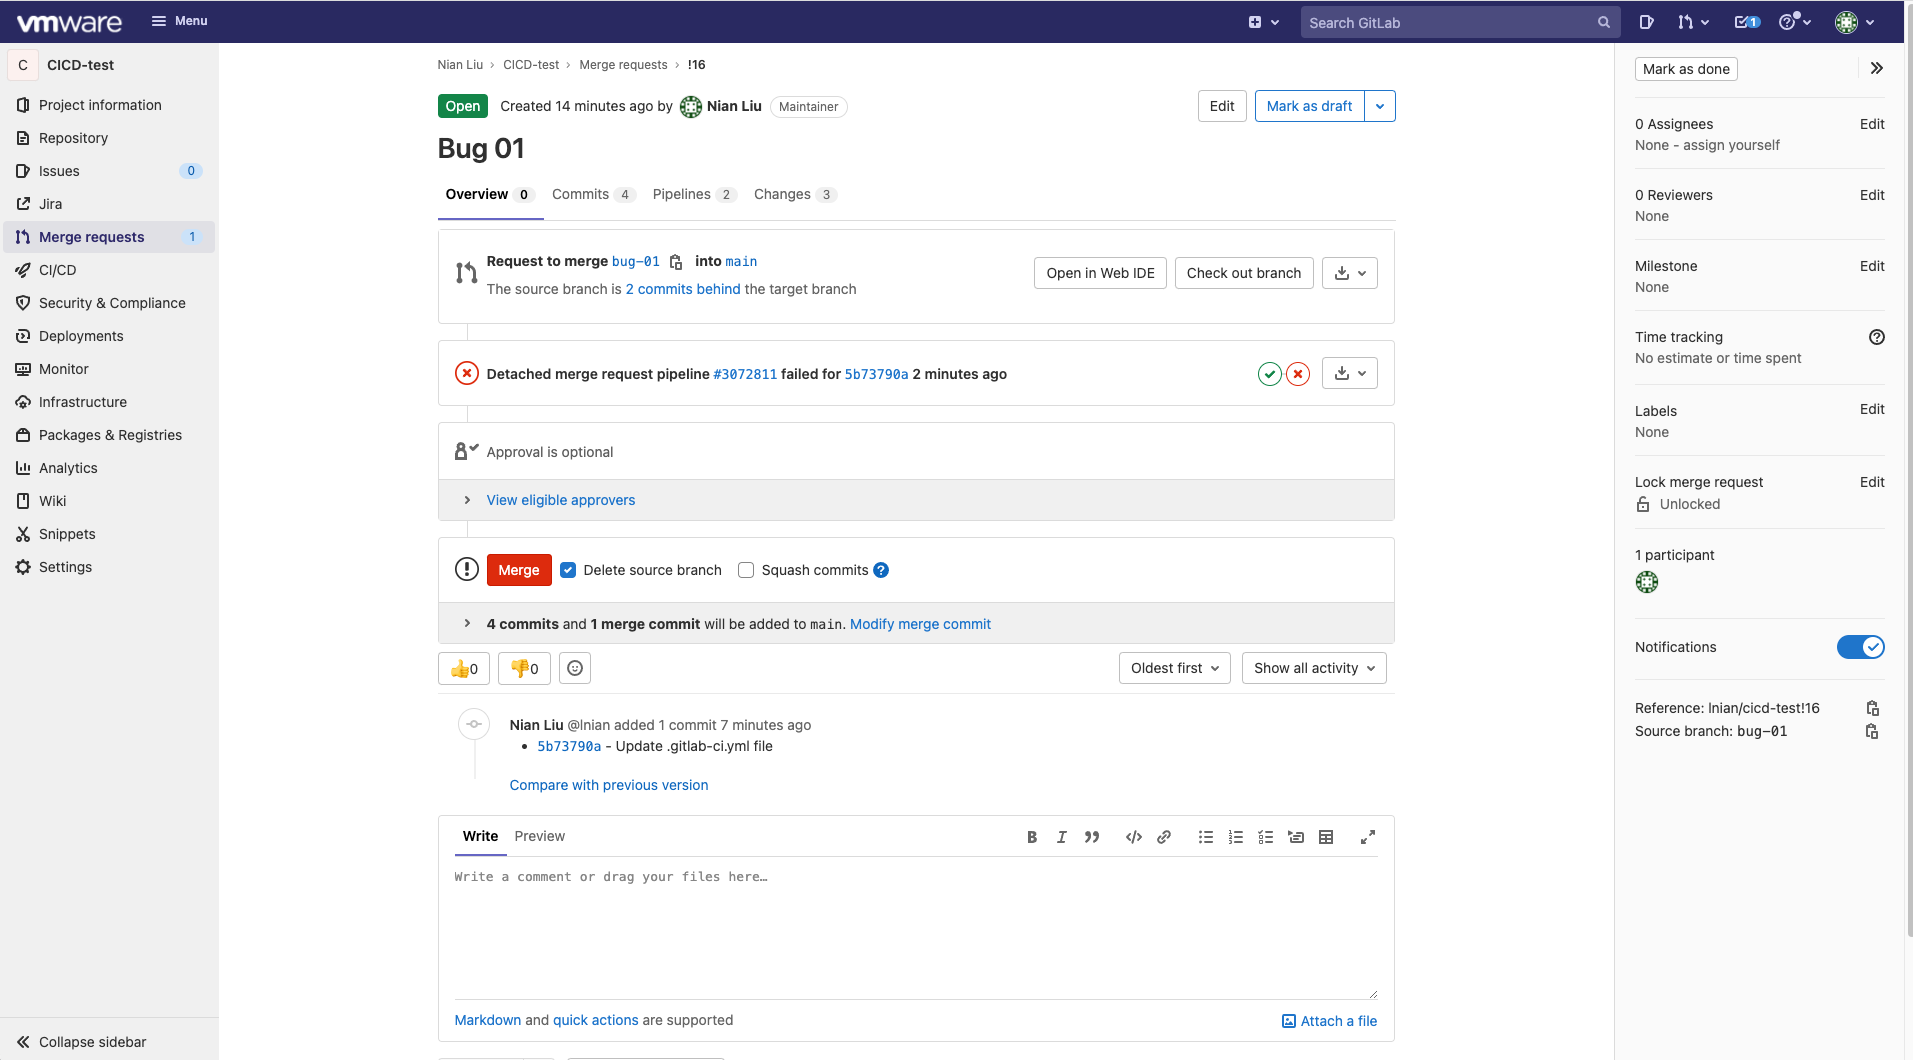 vmware
Menu
Search GitLab
1
C
CICD-test
Project information
Repository
Issues 0
Jira
Merge requests 1
CI/CD
Security & Compliance
Deployments
Monitor
Infrastructure
Packages & Registries
Analytics
Wiki
Snippets
Settings
Collapse sidebar
Nian Liu › CICD-test › Merge requests › !16
Open Created 14 minutes ago by Nian Liu Maintainer
Edit Mark as draft
Bug 01
Overview 0 Commits 4 Pipelines 2 Changes 3
Request to merge bug-01 into main
The source branch is 2 commits behind the target branch
Open in Web IDE Check out branch
Detached merge request pipeline #3072811 failed for 5b73790a 2 minutes ago
Approval is optional
View eligible approvers
Merge Delete source branch Squash commits
4 commits and 1 merge commit will be added to main. Modify merge commit
0 0
Oldest first Show all activity
Nian Liu @lnian added 1 commit 7 minutes ago
5b73790a - Update .gitlab-ci.yml file
Compare with previous version
Write Preview
Write a comment or drag your files here…
Markdown and quick actions are supported
Attach a file
Mark as done
0 Assignees Edit
None - assign yourself
0 Reviewers Edit
None
Milestone Edit
None
Time tracking
No estimate or time spent
Labels Edit
None
Lock merge request Edit
Unlocked
1 participant
Notifications
Reference: lnian/cicd-test!16
Source branch: bug-01